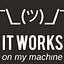 ¯\_(ツ)_/¯
IT WORKS
on my machine